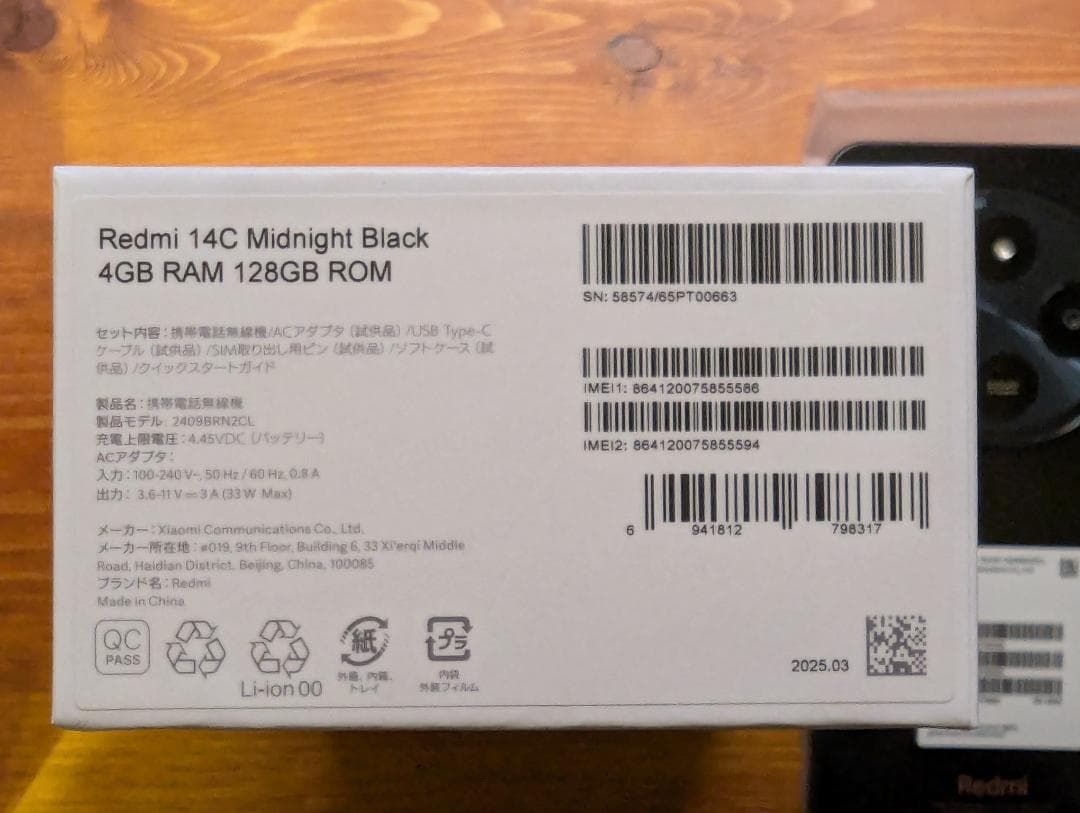 Redmi 14C Midnight Black
4GB RAM 128GB ROM
セット内容：携帯電話無線機/ACアダプタ（試供品）/USB Type-C
ケーブル（試供品）/SIM取り出し用ピン（試供品）/ソフトケース（試
供品）/クイックスタートガイド
製品名：携帯電話無線機
製品モデル: 2409BRN2CL
充電上限電圧：4.45VDC（バッテリー）
ACアダプタ：
入力：100-240 V~, 50 Hz / 60 Hz, 0.8 A
出力： 3.6-11 V⎓3 A (33 W Max)
メーカー：Xiaomi Communications Co., Ltd.
メーカー所在地：#019, 9th Floor, Building 6, 33 Xi'erqi Middle
Road, Haidian District, Beijing, China, 100085
ブランド名：Redmi
Made in China
QC
PASS
Li-ion 00
紙
外箱、内箱、
トレイ
プラ
内袋
外装フィルム
SN: 58574/65PT00663
IMEI1: 864120075855586
IMEI2: 864120075855594
6 941812 798317
2025.03
Redmi